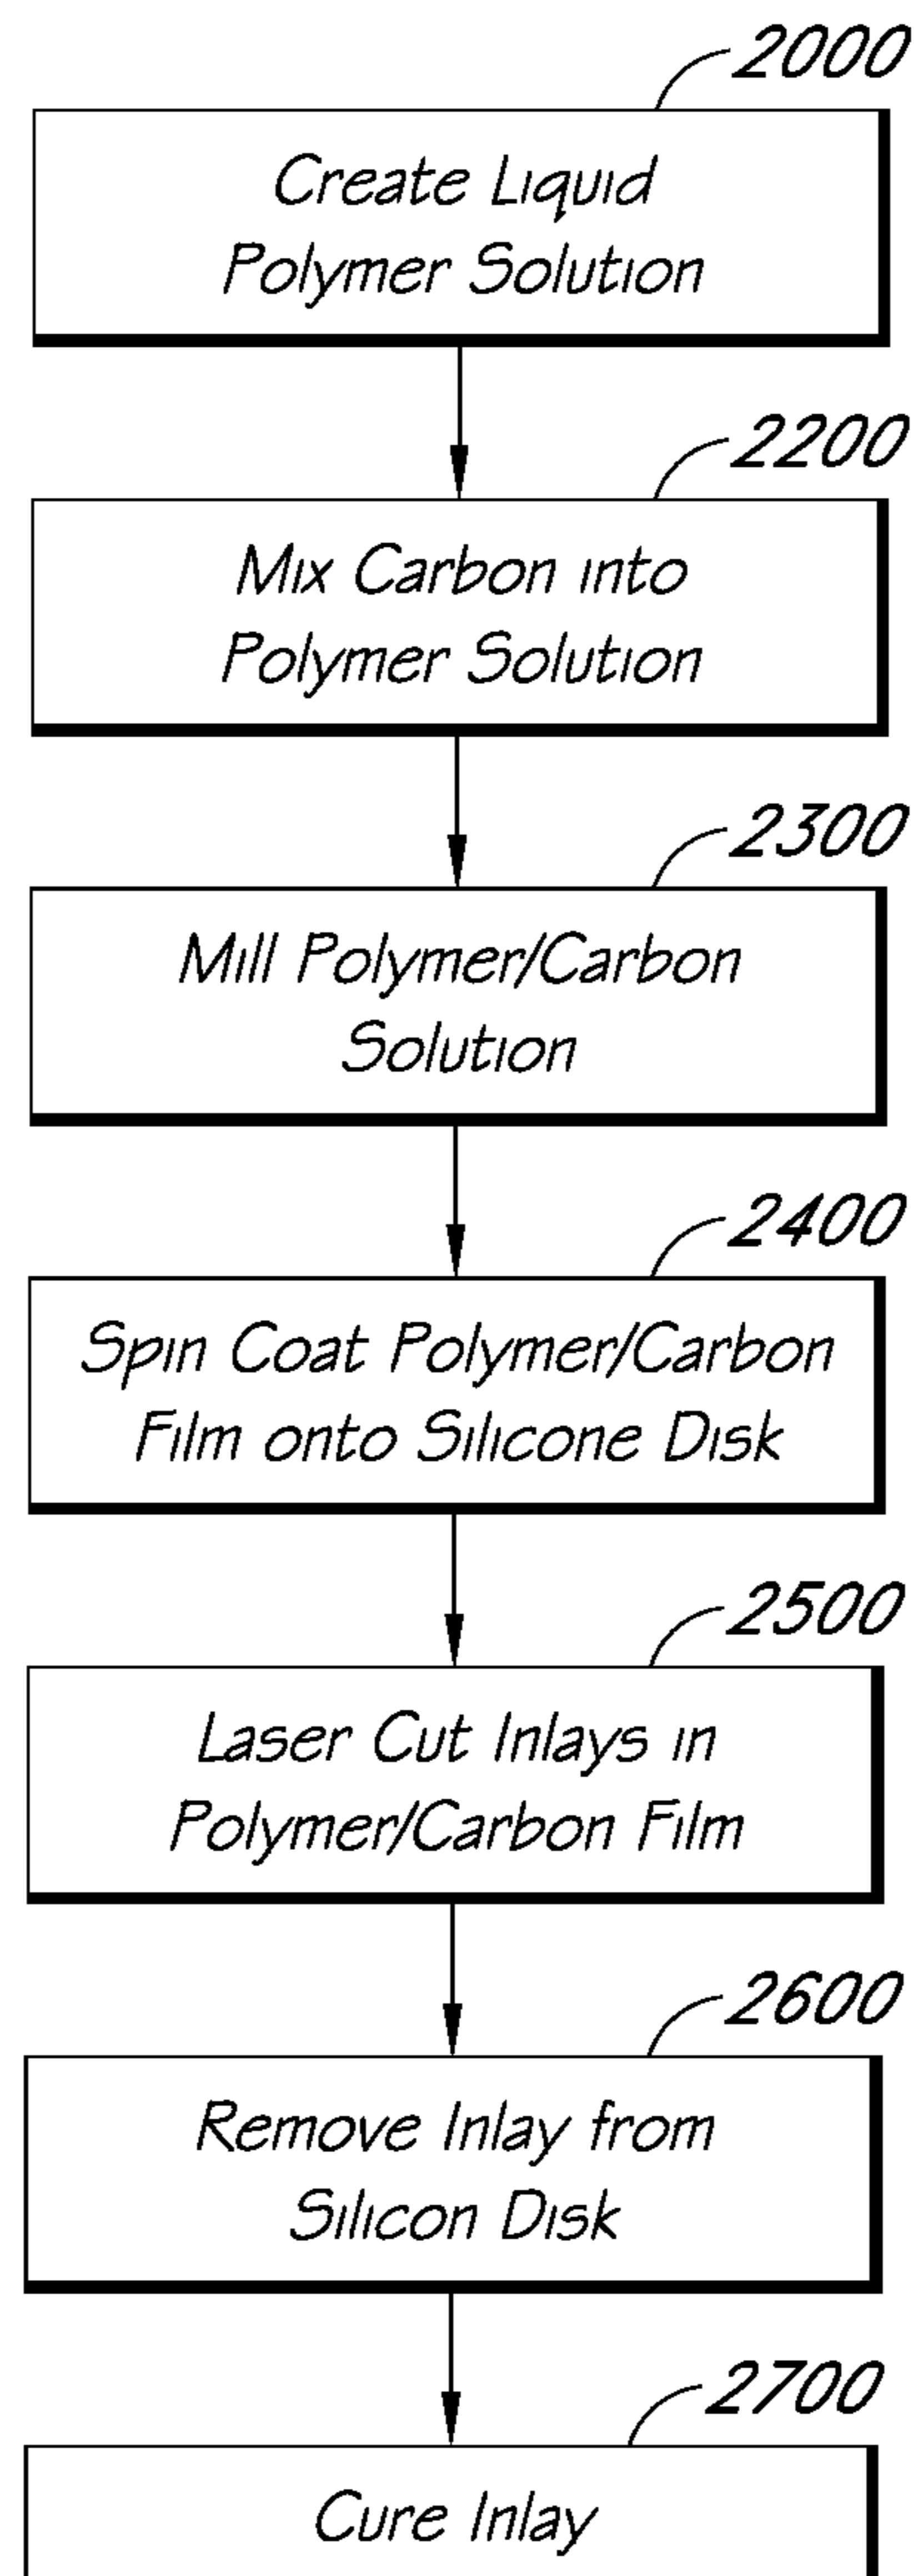 2000
Create Liquid
Polymer Solution
2200
Mix Carbon into
Polymer Solution
2300
Mill Polymer/Carbon
Solution
2400
Spin Coat Polymer/Carbon
Film onto Silicone Disk
2500
Laser Cut Inlays in
Polymer/Carbon Film
2600
Remove Inlay from
Silicon Disk
2700
Cure Inlay